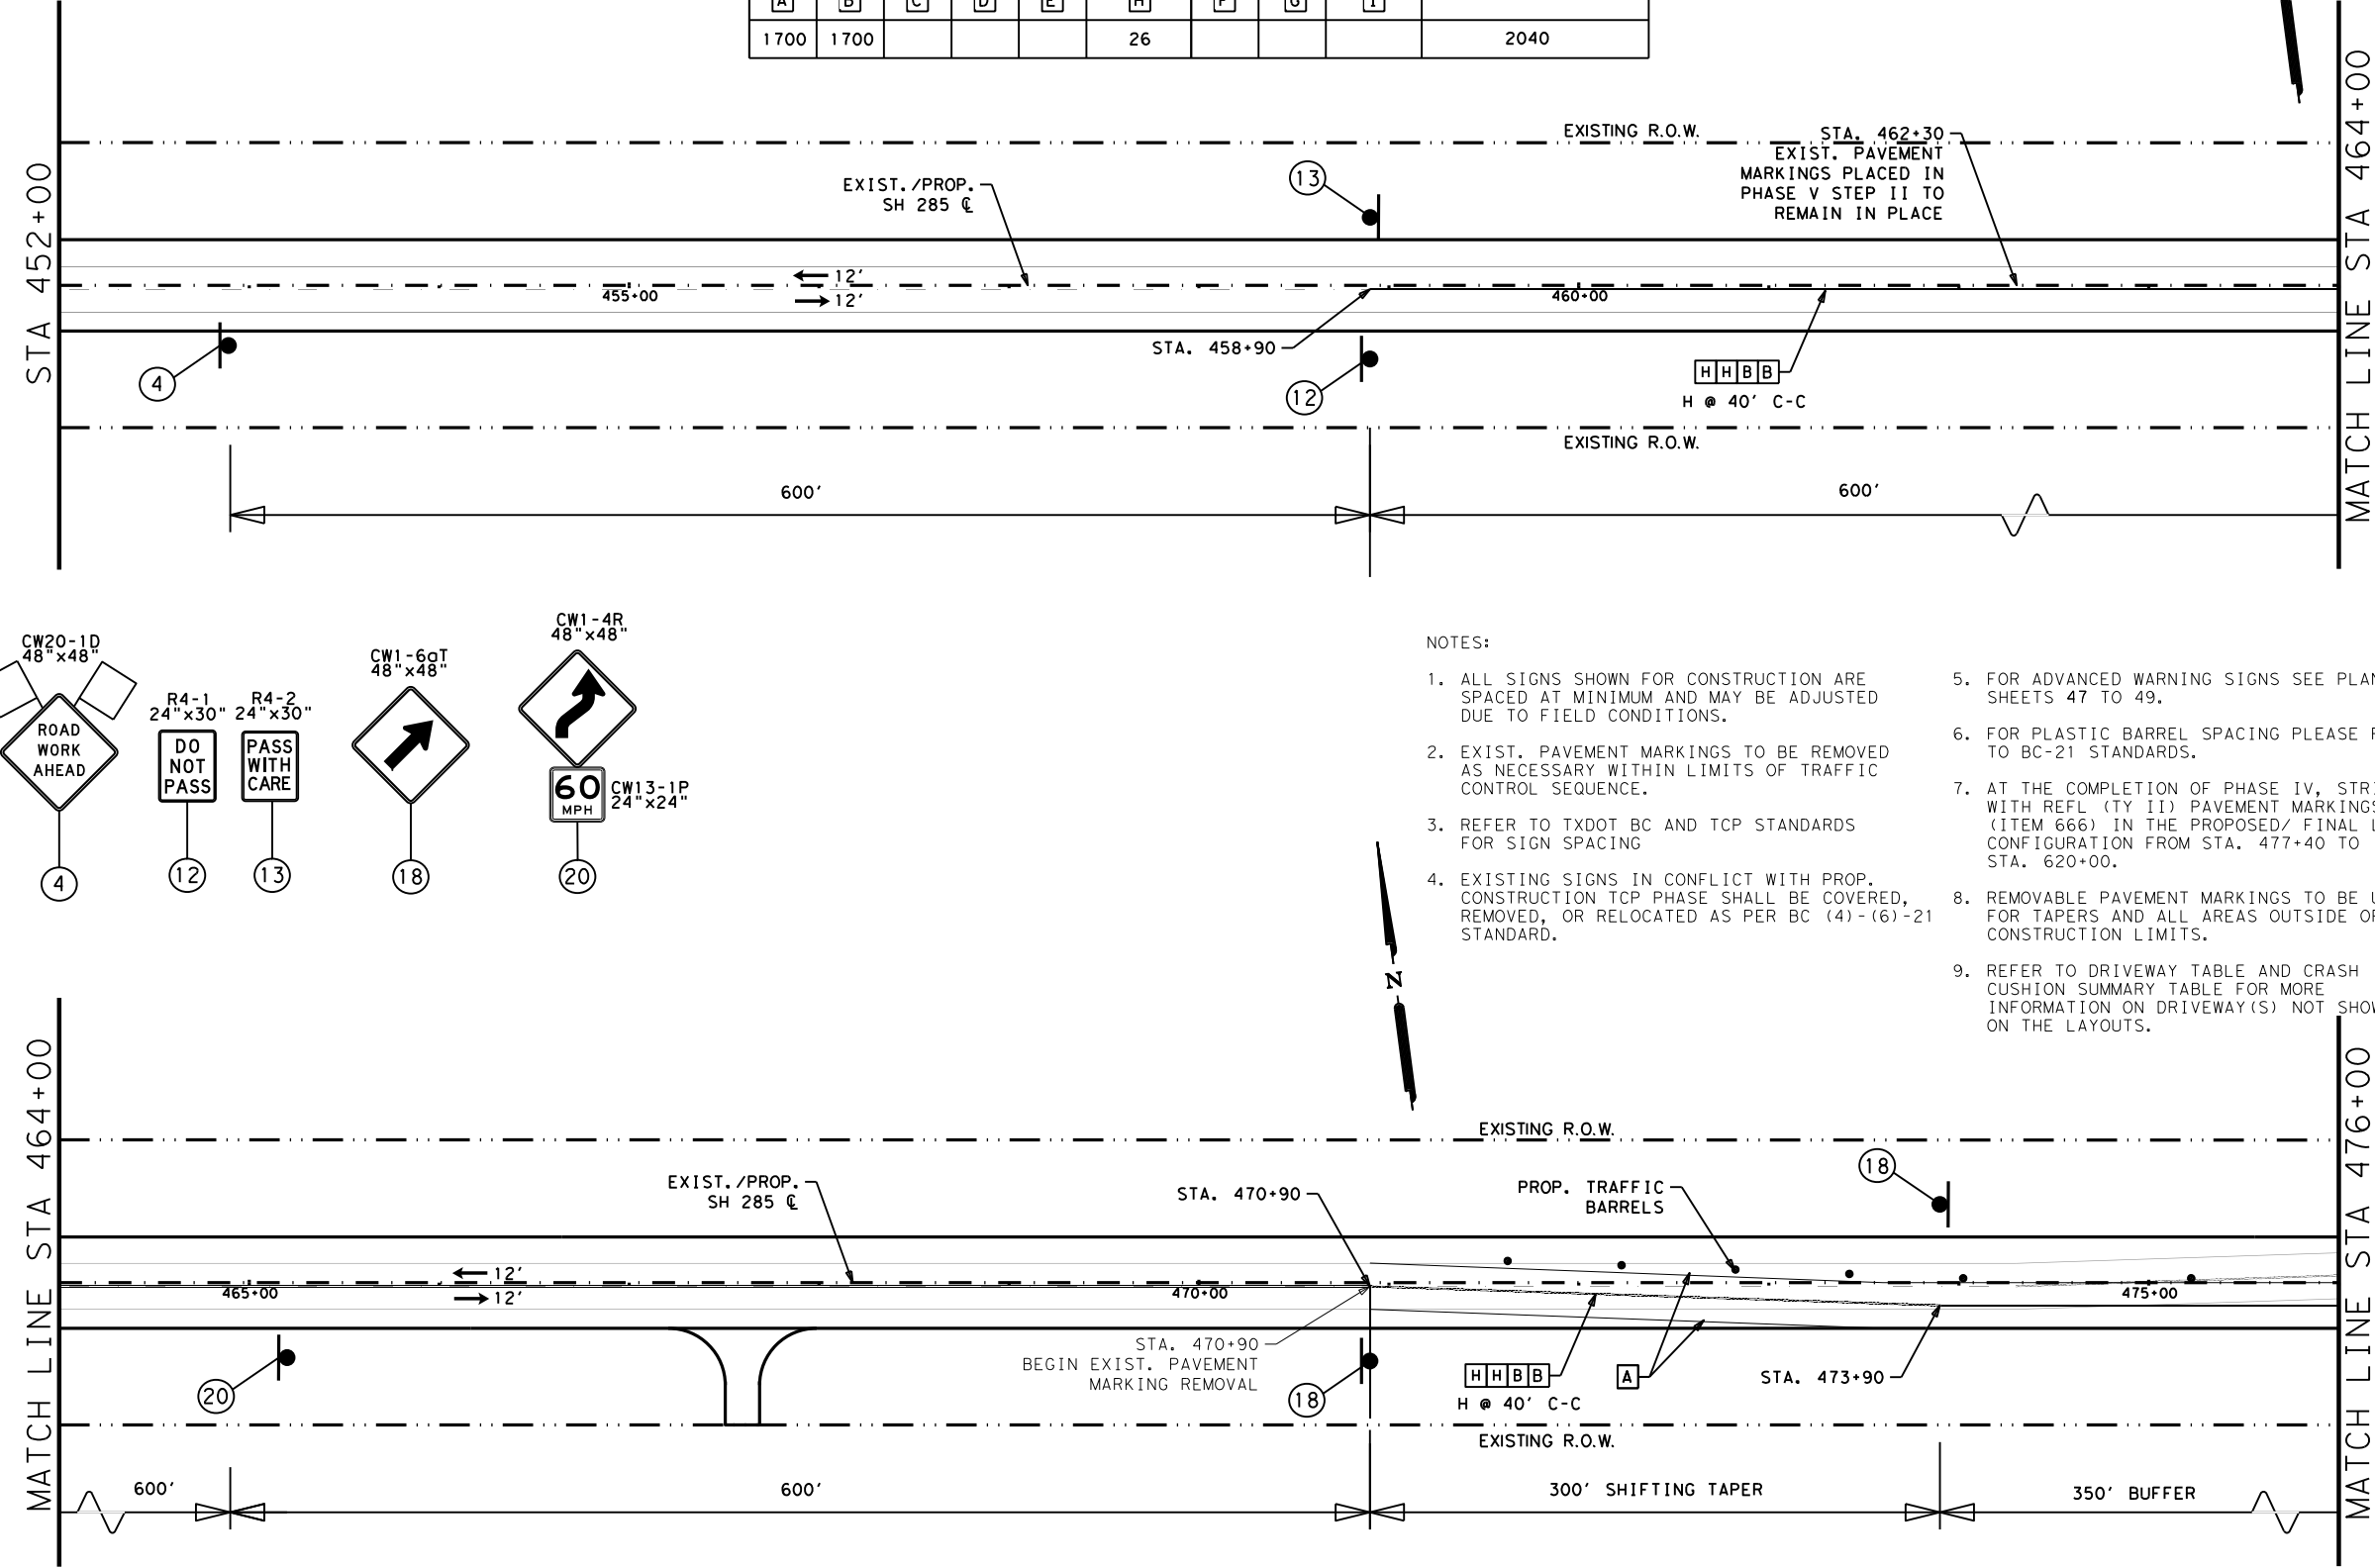 A B C D E H F G I
1700 1700 26 2040
STA 452+00
MATCH LINE STA 464+00
EXISTING R.O.W.
STA. 462+30
EXIST. PAVEMENT
MARKINGS PLACED IN
PHASE V STEP II TO
REMAIN IN PLACE
13
EXIST./PROP.
SH 285 ℄
12'
12'
455+00
460+00
STA. 458+90
4
12
HHBB
H @ 40' C-C
EXISTING R.O.W.
600'
600'
CW20-1D
48"x48"
ROAD
WORK
AHEAD
4
R4-1
24"x30"
DO
NOT
PASS
12
R4-2
24"x30"
PASS
WITH
CARE
13
CW1-6aT
48"x48"
18
CW1-4R
48"x48"
60
MPH
CW13-1P
24"x24"
20
NOTES:
1. ALL SIGNS SHOWN FOR CONSTRUCTION ARE
SPACED AT MINIMUM AND MAY BE ADJUSTED
DUE TO FIELD CONDITIONS.
2. EXIST. PAVEMENT MARKINGS TO BE REMOVED
AS NECESSARY WITHIN LIMITS OF TRAFFIC
CONTROL SEQUENCE.
3. REFER TO TXDOT BC AND TCP STANDARDS
FOR SIGN SPACING
4. EXISTING SIGNS IN CONFLICT WITH PROP.
CONSTRUCTION TCP PHASE SHALL BE COVERED,
REMOVED, OR RELOCATED AS PER BC (4)-(6)-21
STANDARD.
5. FOR ADVANCED WARNING SIGNS SEE PLAN
SHEETS 47 TO 49.
6. FOR PLASTIC BARREL SPACING PLEASE
TO BC-21 STANDARDS.
7. AT THE COMPLETION OF PHASE IV,
WITH REFL (TY II) PAVEMENT MARKINGS
(ITEM 666) IN THE PROPOSED/ FINAL
CONFIGURATION FROM STA. 477+40 TO
STA. 620+00.
8. REMOVABLE PAVEMENT MARKINGS TO BE
FOR TAPERS AND ALL AREAS OUTSIDE OF
CONSTRUCTION LIMITS.
9. REFER TO DRIVEWAY TABLE AND CRASH
CUSHION SUMMARY TABLE FOR MORE
INFORMATION ON DRIVEWAY(S) NOT
ON THE LAYOUTS.
N
MATCH LINE STA 464+00
MATCH LINE STA 476+00
EXISTING R.O.W.
EXIST./PROP.
SH 285 ℄
STA. 470+90
PROP. TRAFFIC
BARRELS
18
12'
12'
465+00
470+00
475+00
STA. 470+90
BEGIN EXIST. PAVEMENT
MARKING REMOVAL
20
18
HHBB
H @ 40' C-C
A
STA. 473+90
EXISTING R.O.W.
600'
600'
300' SHIFTING TAPER
350' BUFFER